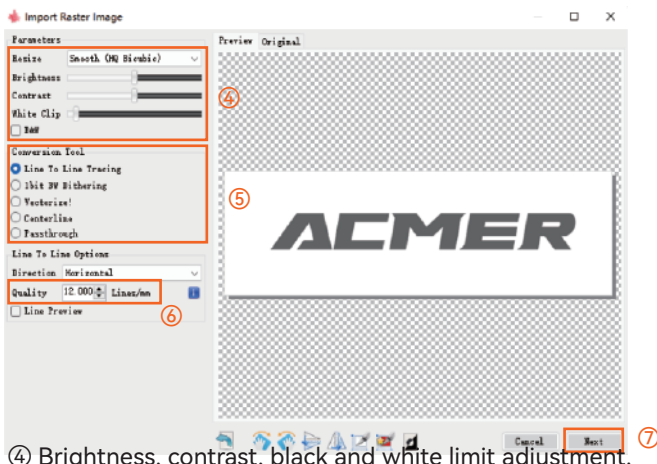 Import Raster Image
Parameters
Resize Smooth (HQ Bicubic)
Brightness
Contrast
White Clip
B&W
④
Conversion Tool
Line To Line Tracing
1bit BW Dithering
Vectorize!
Centerline
Passthrough
⑤
Line To Line Options
Direction Horizontal
Quality 12.000 Lines/mm
⑥
Line Preview
Preview Original
ACMER
Cancel Next
⑦
④ Brightness, contrast, black and white limit adjustment.